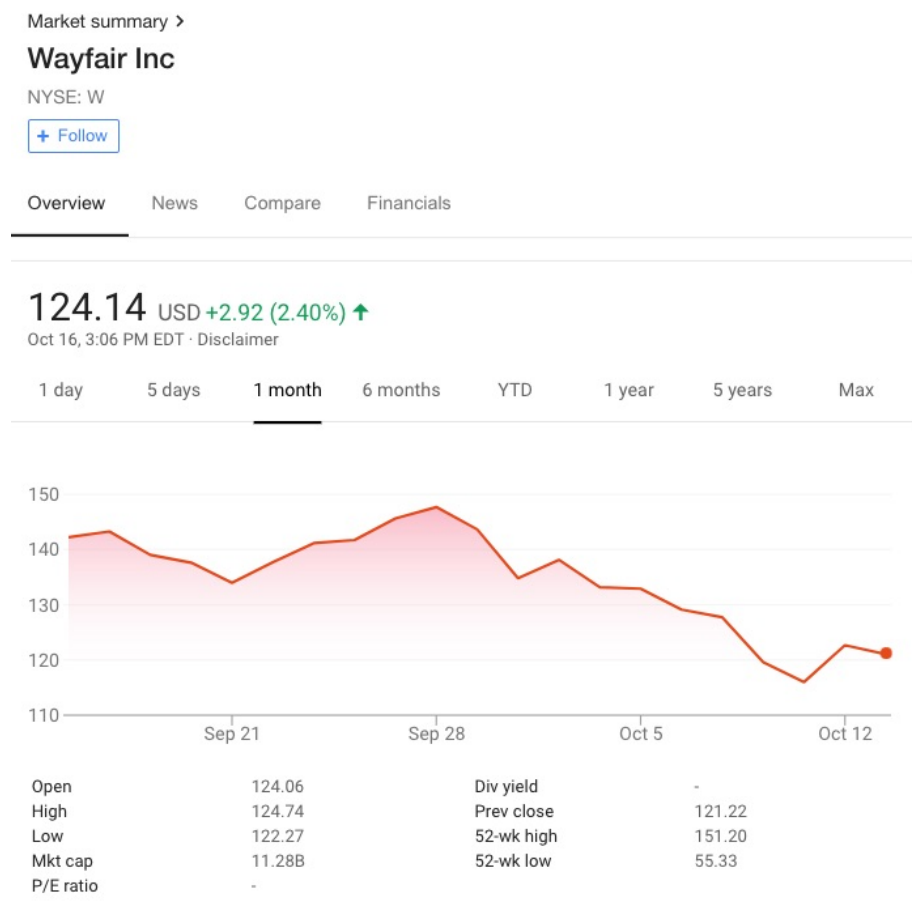 Market summary >
Wayfair Inc
NYSE: W
+ Follow
Overview News Compare Financials
124.14 USD +2.92 (2.40%) ↑
Oct 16, 3:06 PM EDT · Disclaimer
1 day 5 days 1 month 6 months YTD 1 year 5 years Max
150
140
130
120
110
Sep 21 Sep 28 Oct 5 Oct 12
Open 124.06 Div yield -
High 124.74 Prev close 121.22
Low 122.27 52-wk high 151.20
Mkt cap 11.28B 52-wk low 55.33
P/E ratio -